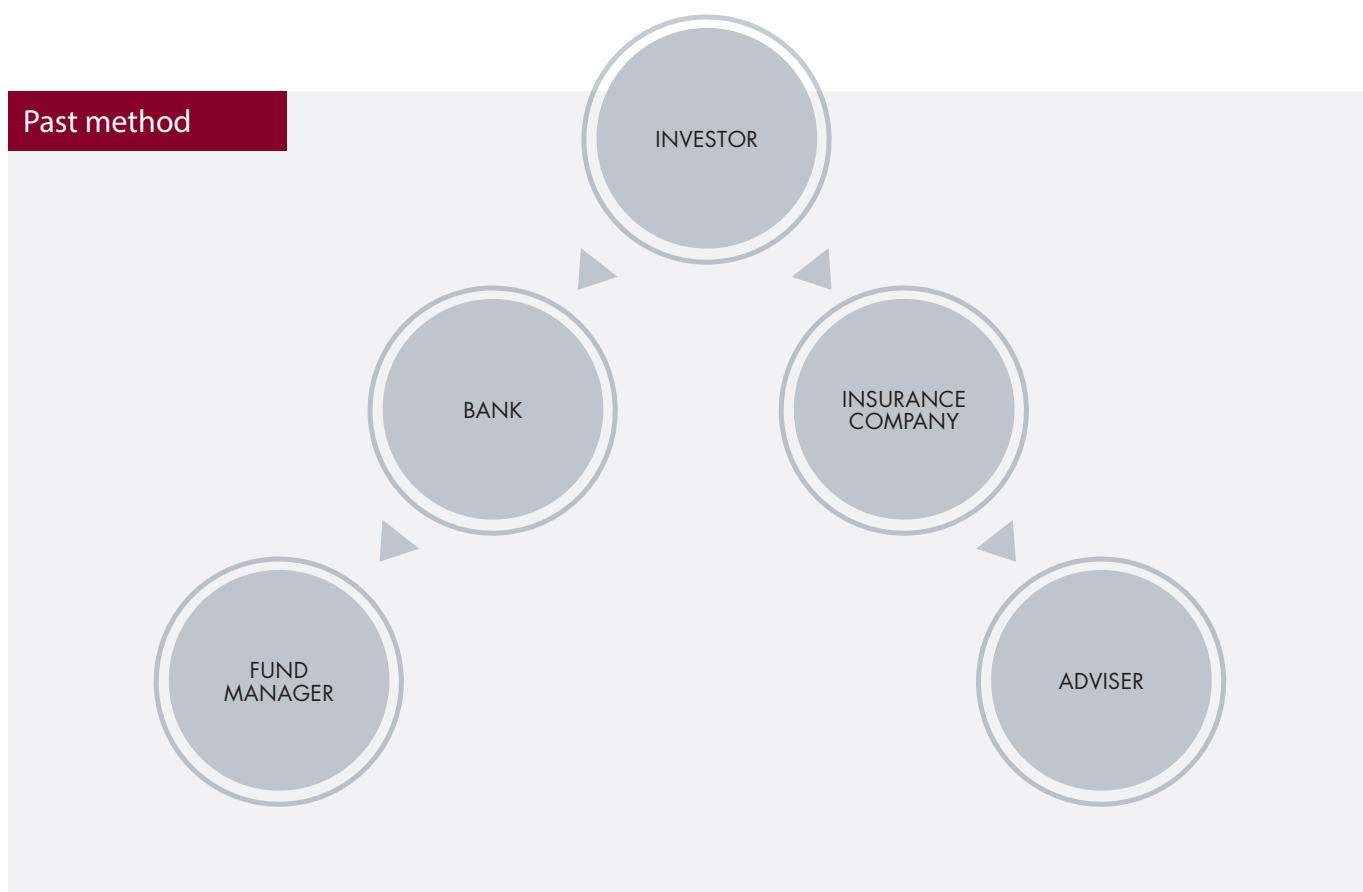 Past method
INVESTOR
BANK
INSURANCE
COMPANY
FUND
MANAGER
ADVISER